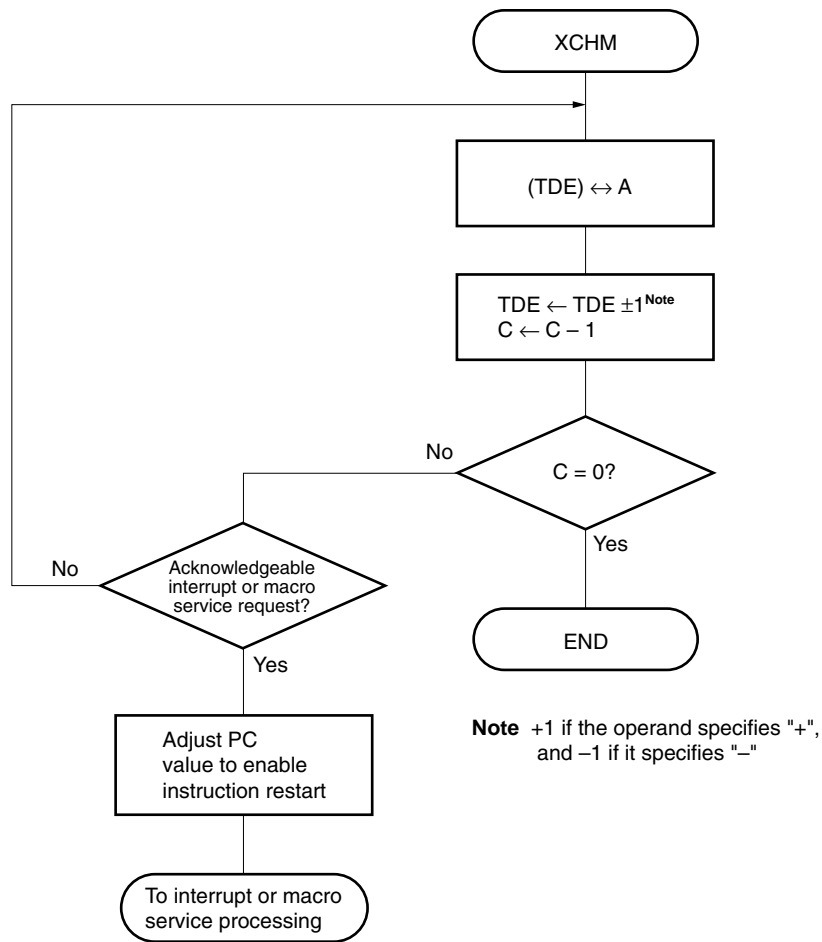 XCHM
(TDE) ↔ A
TDE ← TDE ±1Note
C ← C – 1
C = 0?
No
Yes
END
Acknowledgeable
interrupt or macro
service request?
No
Yes
Adjust PC
value to enable
instruction restart
To interrupt or macro
service processing
Note +1 if the operand specifies "+",
and –1 if it specifies "–"